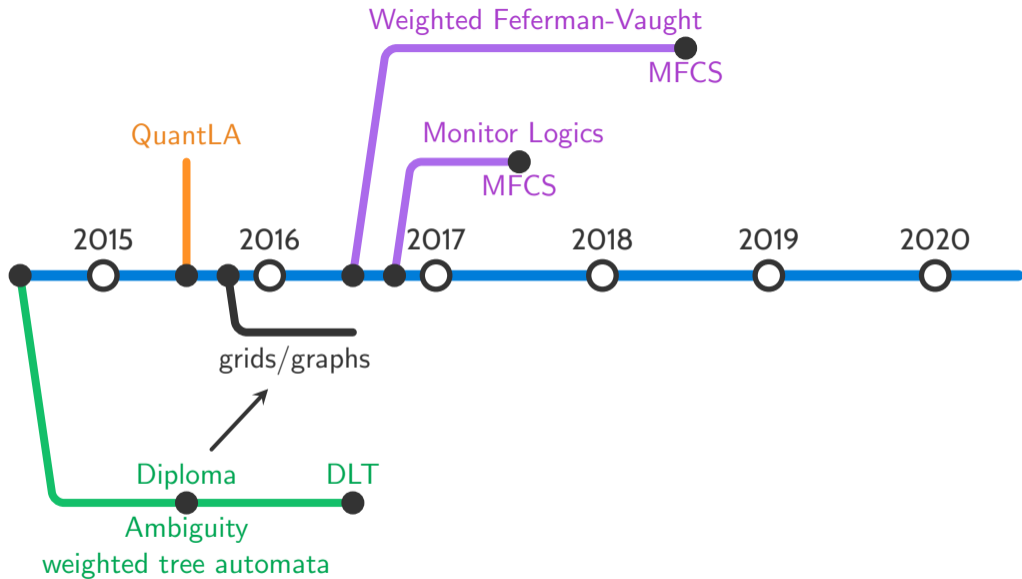 Weighted Feferman-Vaught
MFCS
QuantLA
Monitor Logics
MFCS
2015
2016
2017
2018
2019
2020
grids/graphs
Diploma
DLT
Ambiguity
weighted tree automata